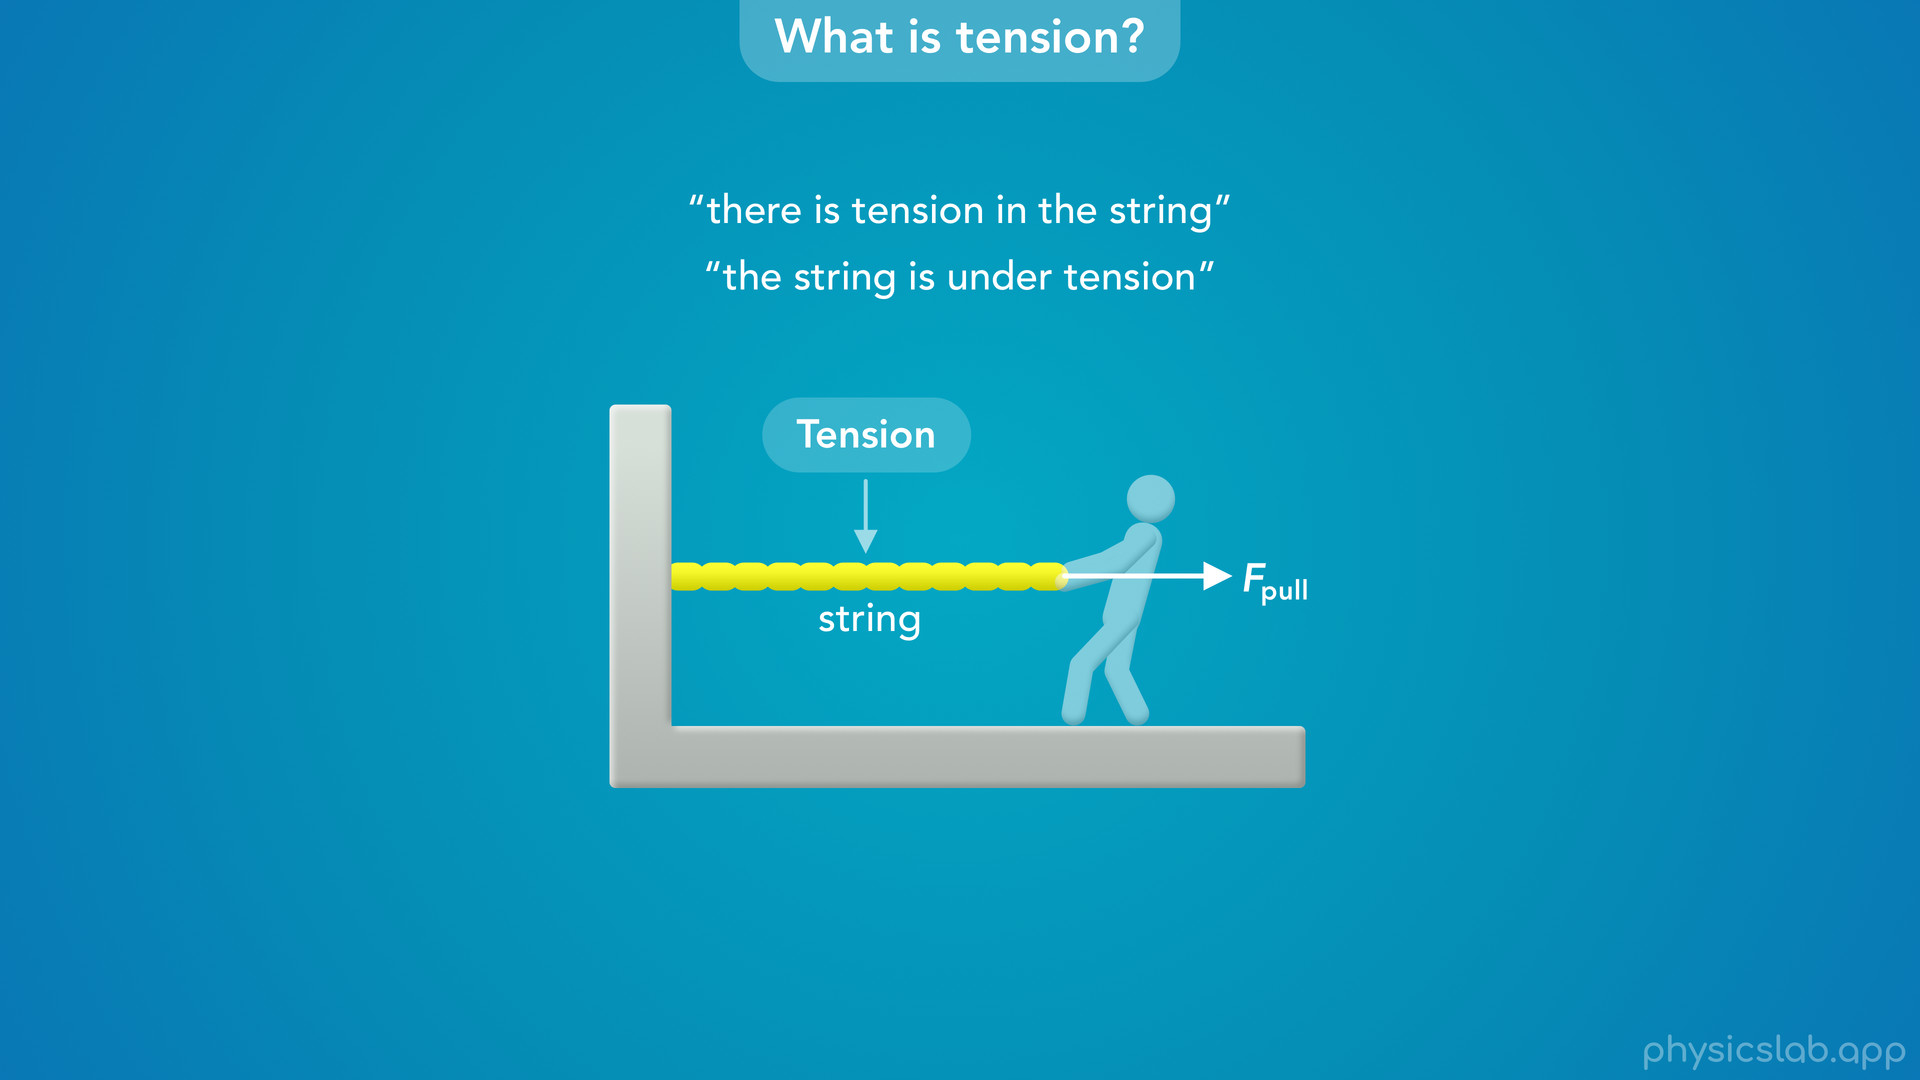 What is tension?
“there is tension in the string”
“the string is under tension”
Tension
string
Fpull
physicslab.app